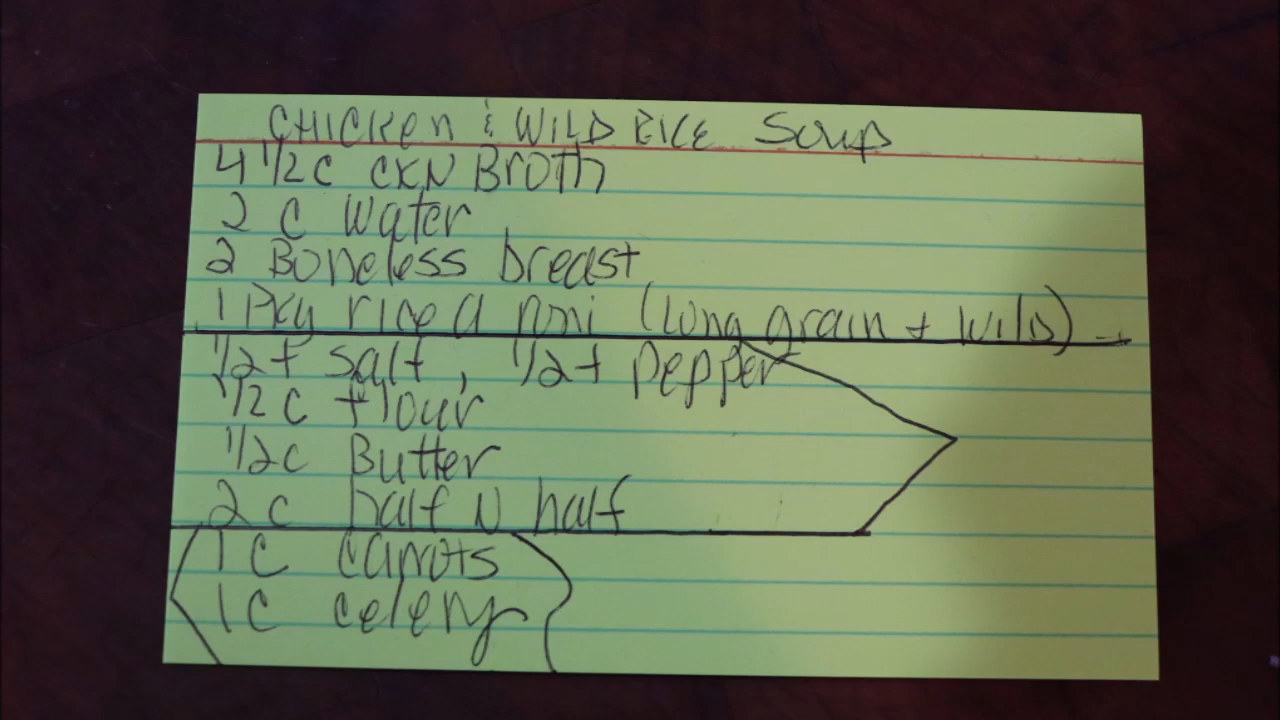 CHICKEN & WILD RICE SOUP
4 1/2 C CKN Broth
2 C Water
2 Boneless breast
1 Pkg rice a roni (long grain + wild)
1/2 t salt, 1/2 t Pepper
1/2 C flour
1/2 C Butter
2 C half N half
1 C carrots
1 C celery